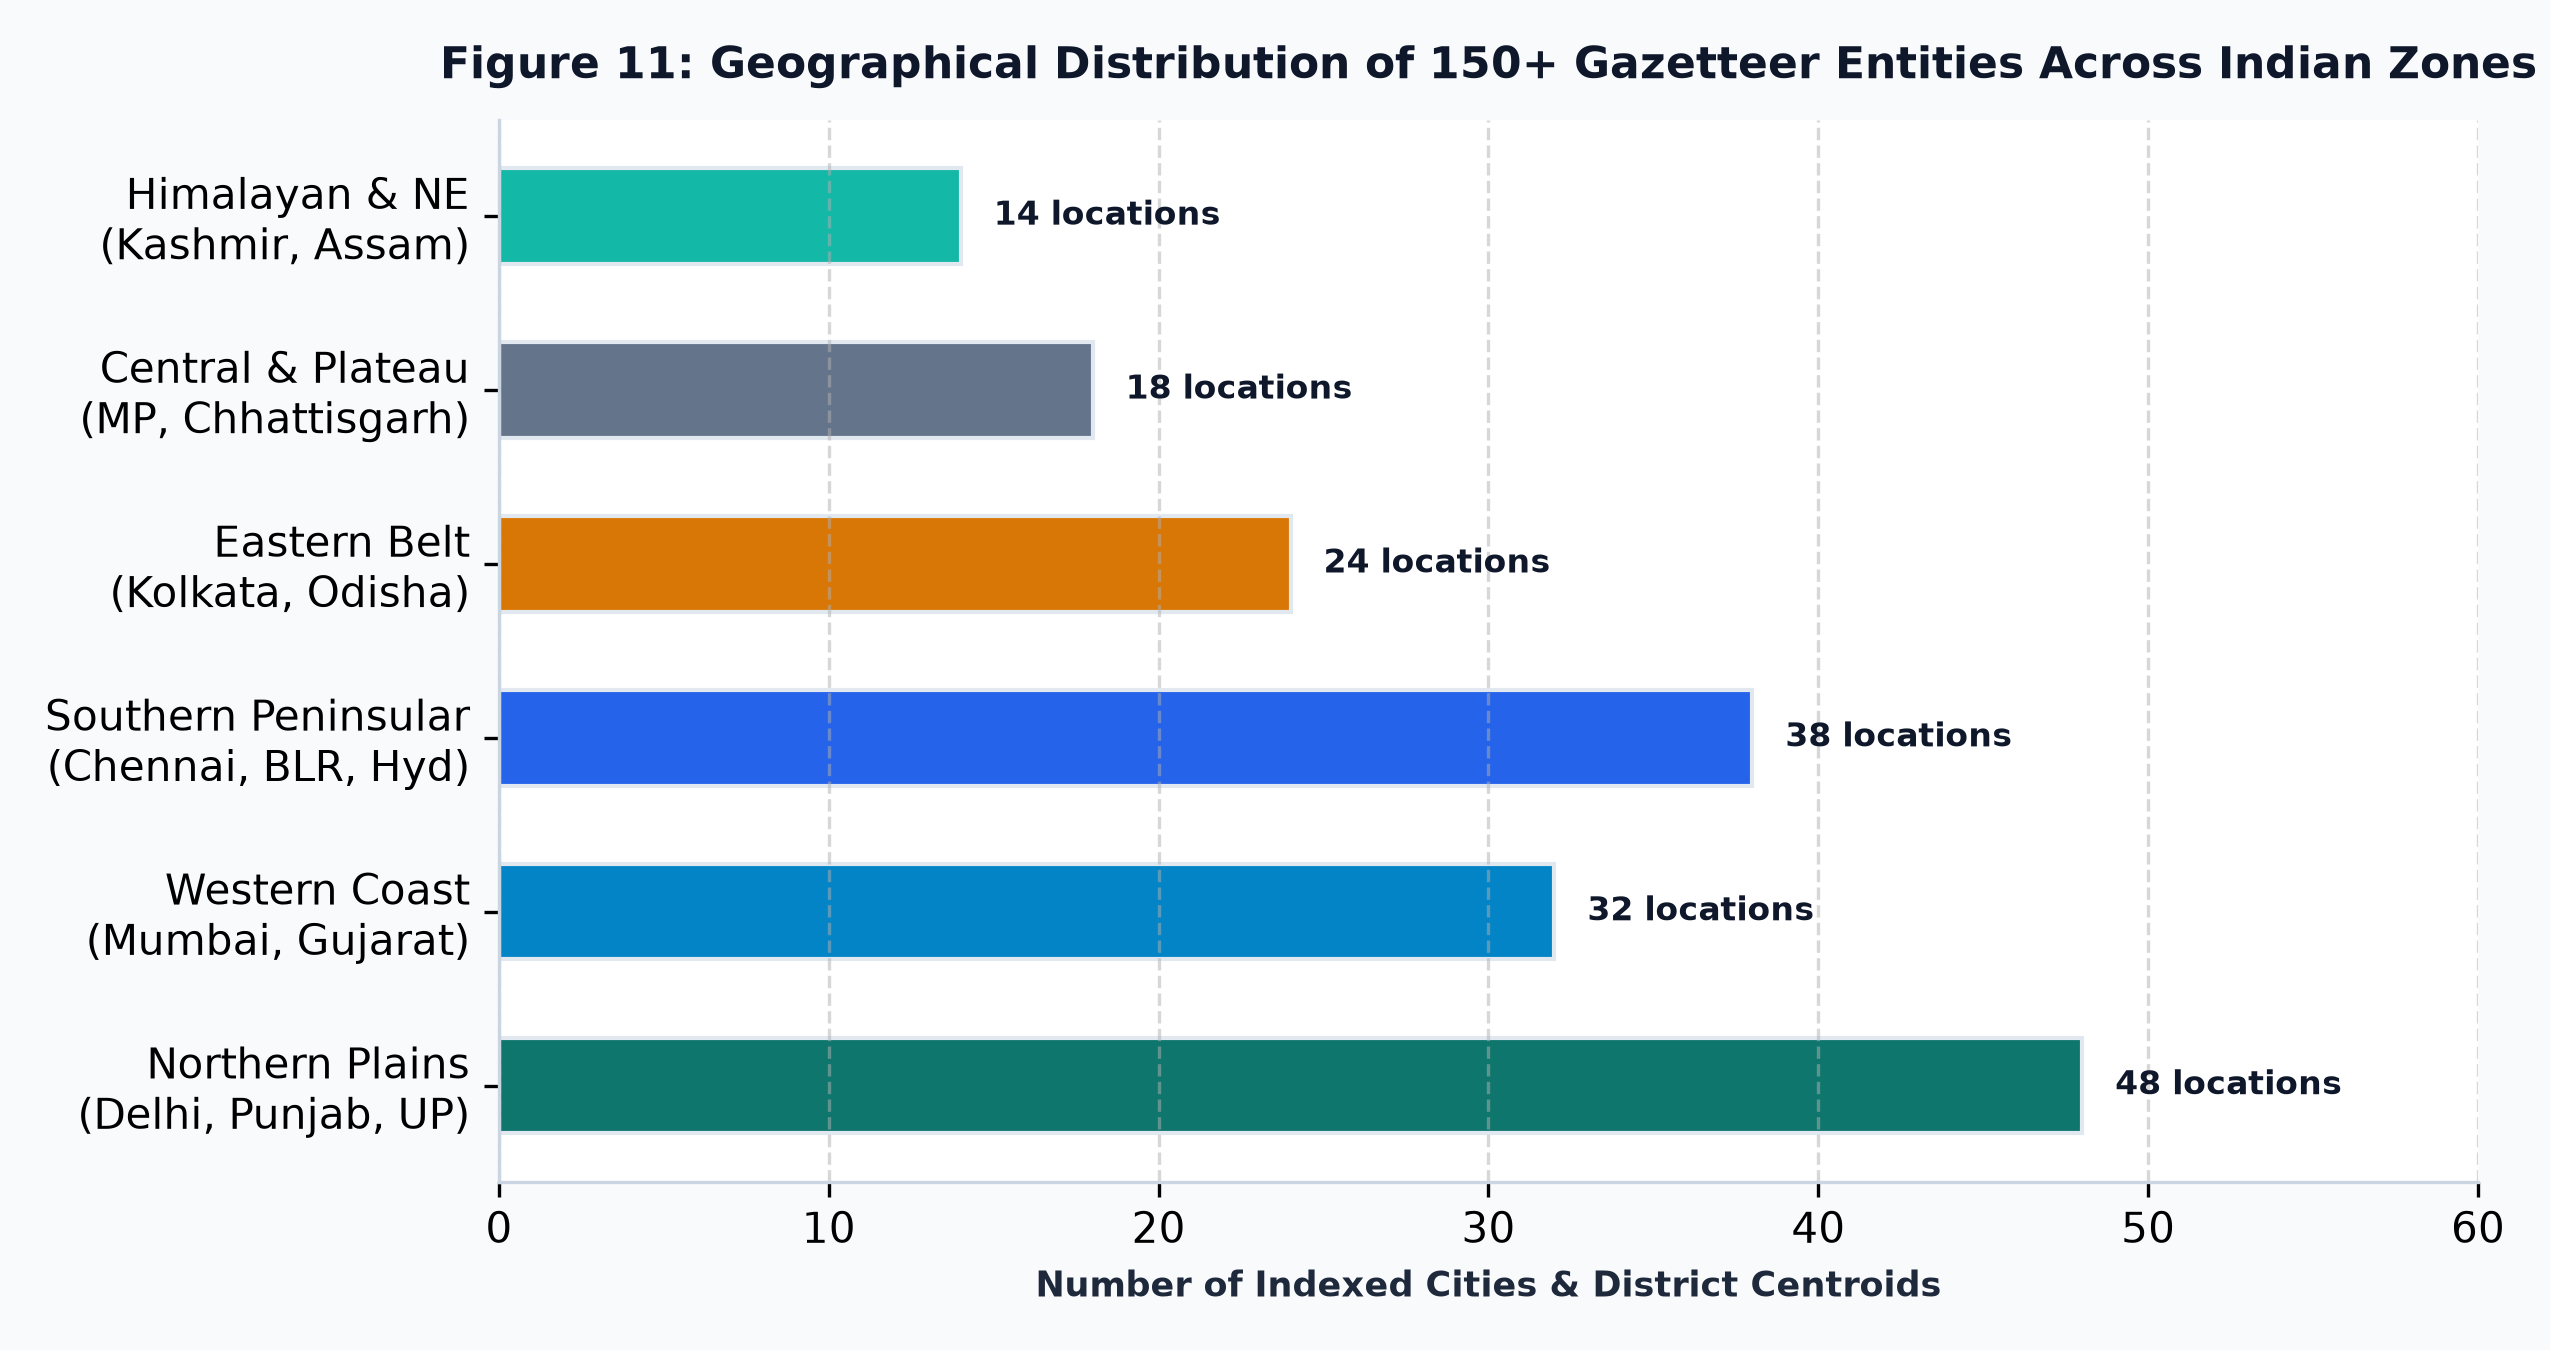 Figure 11: Geographical Distribution of 150+ Gazetteer Entities Across Indian Zones
Himalayan & NE
(Kashmir, Assam)
14 locations
Central & Plateau
(MP, Chhattisgarh)
18 locations
Eastern Belt
(Kolkata, Odisha)
24 locations
Southern Peninsular
(Chennai, BLR, Hyd)
38 locations
Western Coast
(Mumbai, Gujarat)
32 locations
Northern Plains
(Delhi, Punjab, UP)
48 locations
0 10 20 30 40 50 60
Number of Indexed Cities & District Centroids